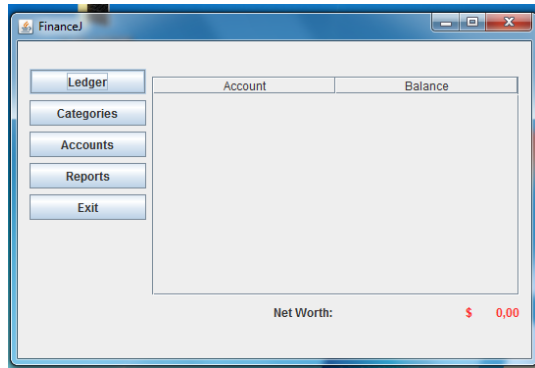 FinanceJ
Ledger
Categories
Accounts
Reports
Exit
Account Balance
Net Worth: $ 0,00